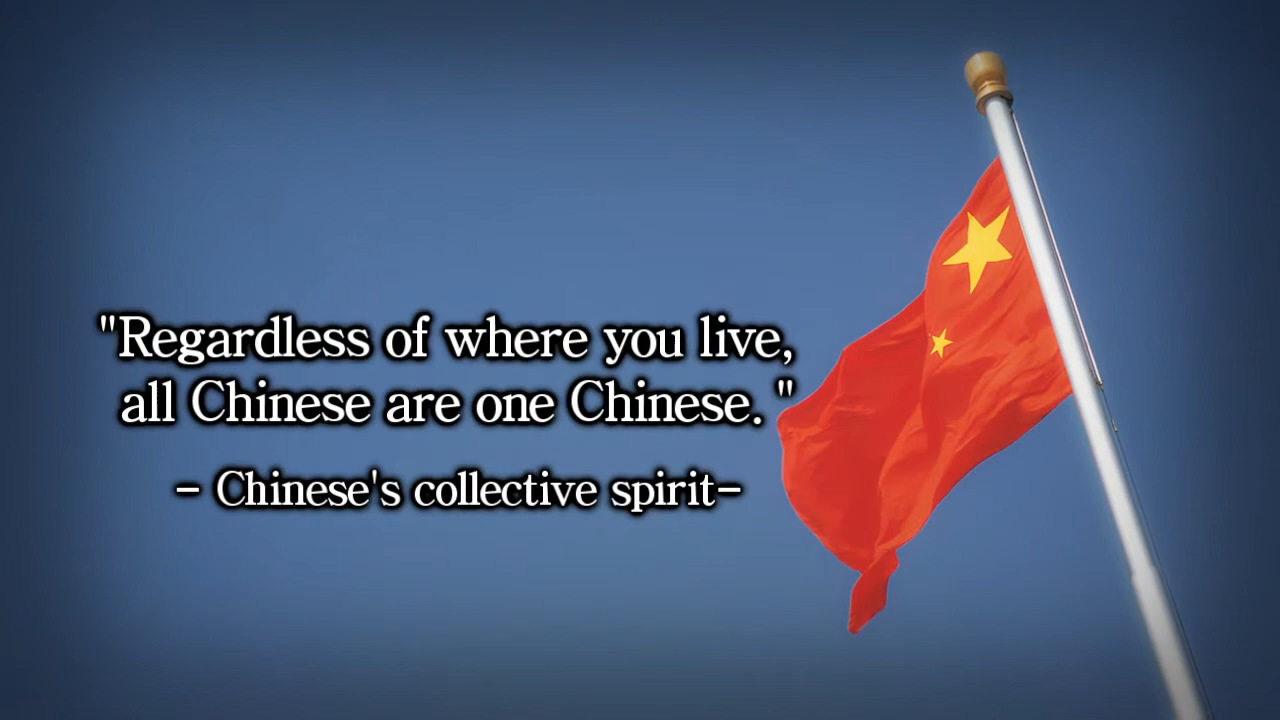 "Regardless of where you live,
all Chinese are one Chinese. "
- Chinese's collective spirit-